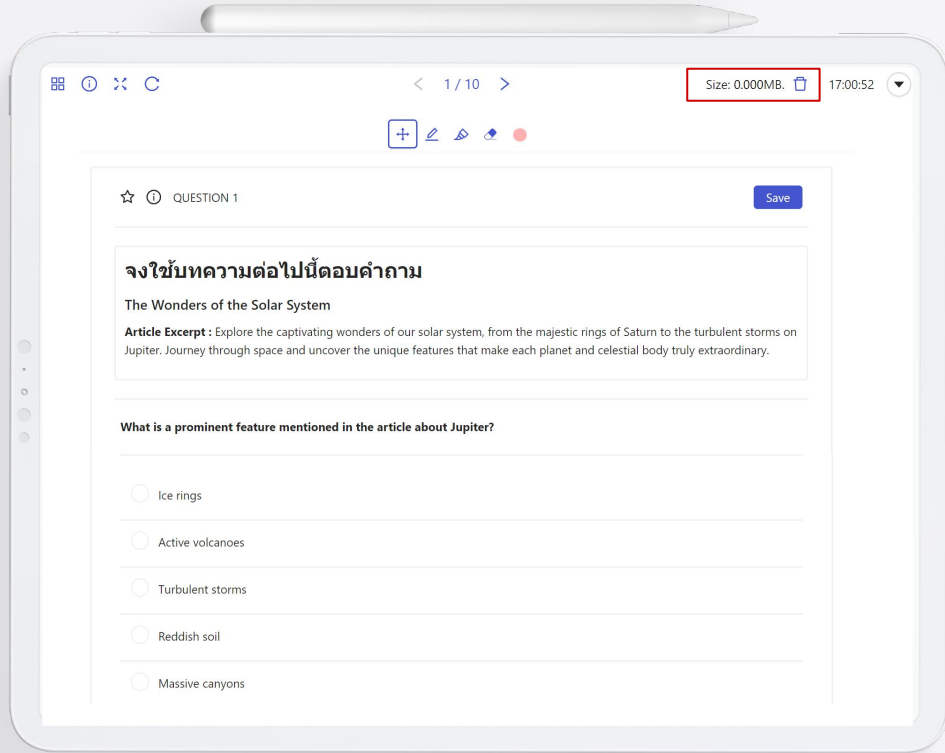 1 / 10
Size: 0.000MB.
17:00:52
QUESTION 1
Save
จงใช้บทความต่อไปนี้ตอบคำถาม
The Wonders of the Solar System
Article Excerpt : Explore the captivating wonders of our solar system, from the majestic rings of Saturn to the turbulent storms on
Jupiter. Journey through space and uncover the unique features that make each planet and celestial body truly extraordinary.
What is a prominent feature mentioned in the article about Jupiter?
Ice rings
Active volcanoes
Turbulent storms
Reddish soil
Massive canyons